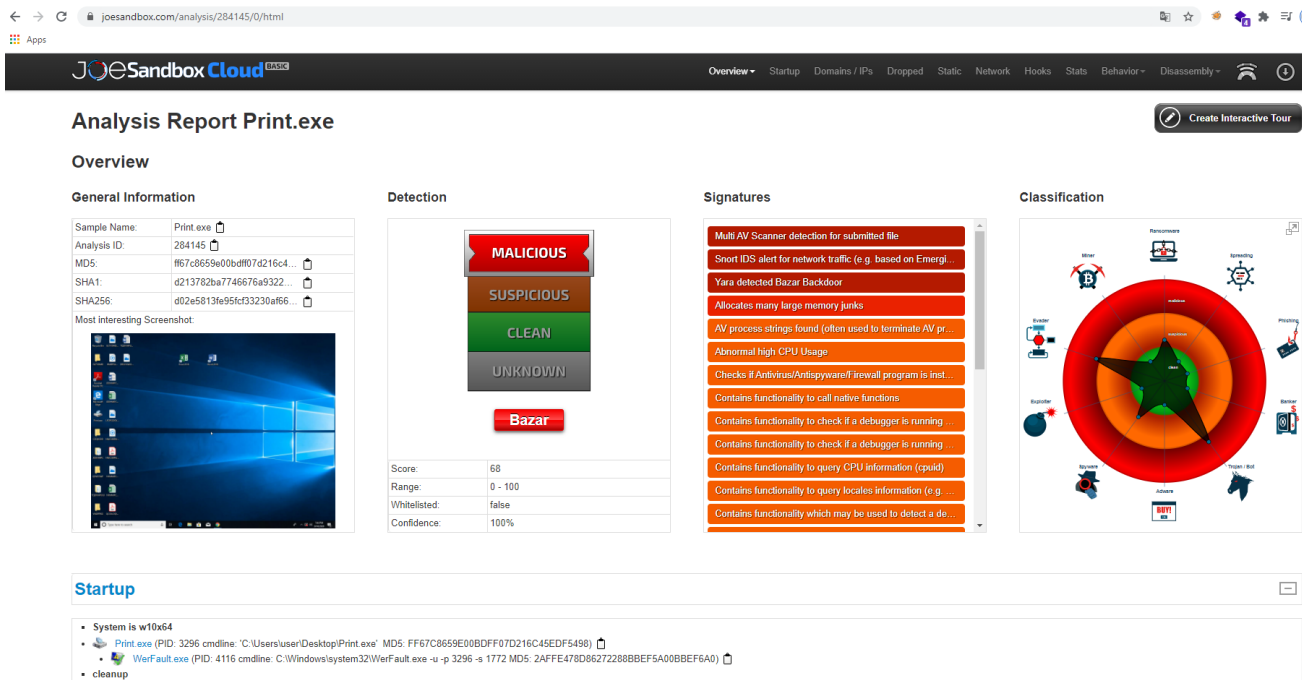 joesandbox.com/analysis/284145/0/html
Apps
JOeSandbox Cloud BASIC
Overview Startup Domains / IPs Dropped Static Network Hooks Stats Behavior Disassembly
Analysis Report Print.exe
Create Interactive Tour
Overview
General Information
Sample Name: Print.exe
Analysis ID: 284145
MD5: ff67c8659e00bdff07d216c4...
SHA1: d213782ba7746676a9322...
SHA256: d02e5813fe95fcf33230af66...
Most interesting Screenshot:
Detection
MALICIOUS
SUSPICIOUS
CLEAN
UNKNOWN
Bazar
Score: 68
Range: 0 - 100
Whitelisted: false
Confidence: 100%
Signatures
Multi AV Scanner detection for submitted file
Snort IDS alert for network traffic (e.g. based on Emergi...
Yara detected Bazar Backdoor
Allocates many large memory junks
AV process strings found (often used to terminate AV pr...
Abnormal high CPU Usage
Checks if Antivirus/Antispyware/Firewall program is inst...
Contains functionality to call native functions
Contains functionality to check if a debugger is running ...
Contains functionality to check if a debugger is running ...
Contains functionality to query CPU information (cpuid)
Contains functionality to query locales information (e.g. ...
Contains functionality which may be used to detect a de...
Classification
Ransomware
Miner
Spreading
malicious
Evader
Phishing
suspicious
clean
Exploiter
Banker
Spyware
Trojan / Bot
Adware
BUY!
Startup
System is w10x64
Print.exe (PID: 3296 cmdline: 'C:\Users\user\Desktop\Print.exe' MD5: FF67C8659E00BDFF07D216C45EDF5498)
WerFault.exe (PID: 4116 cmdline: C:\Windows\system32\WerFault.exe -u -p 3296 -s 1772 MD5: 2AFFE478D86272288BBEF5A00BBEF6A0)
cleanup